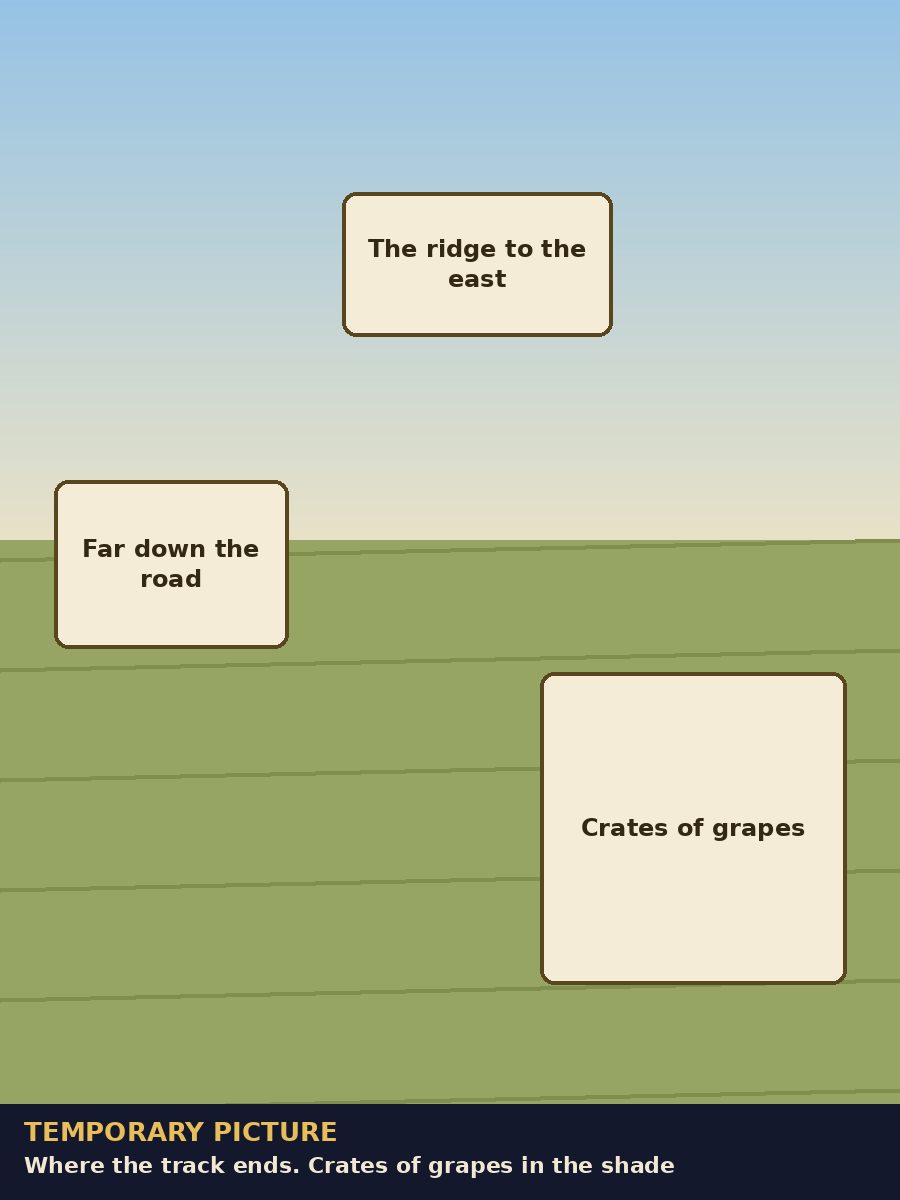 The ridge to the
east
Far down the
road
Crates of grapes
TEMPORARY PICTURE
Where the track ends. Crates of grapes in the shade